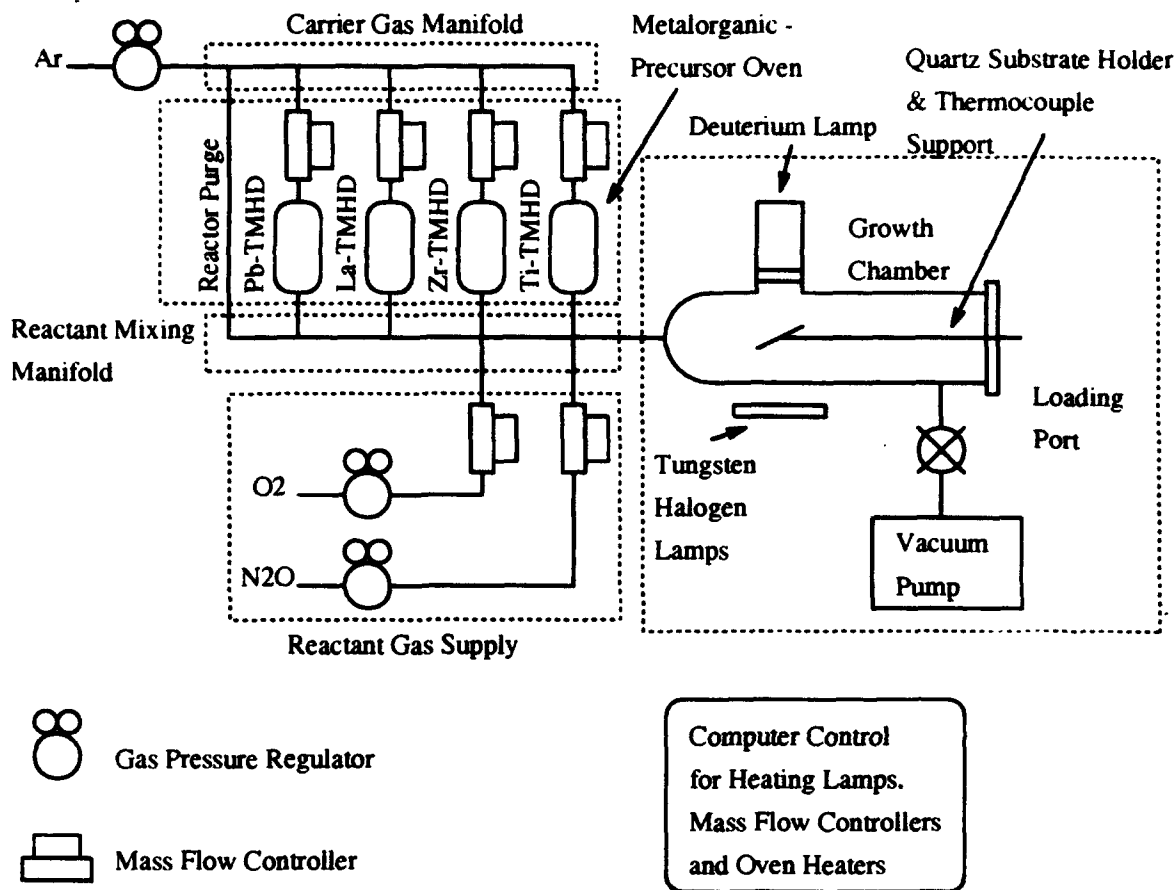 Carrier Gas Manifold
Ar
Metalorganic -
Precursor Oven
Quartz Substrate Holder
& Thermocouple
Support
Deuterium Lamp
Reactor Purge
Pb-TMHD
La-TMHD
Zr-TMHD
Ti-TMHD
Growth
Chamber
Reactant Mixing
Manifold
Loading
Port
Tungsten
Halogen
Lamps
O2
N2O
Vacuum
Pump
Reactant Gas Supply
Gas Pressure Regulator
Mass Flow Controller
Computer Control
for Heating Lamps.
Mass Flow Controllers
and Oven Heaters